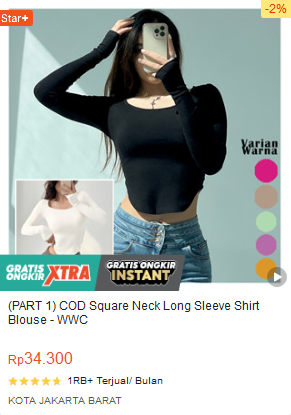 -2%
Star+
Varian
Warna
GRATIS ONGKIR XTRA
GRATIS ONGKIR INSTANT
(PART 1) COD Square Neck Long Sleeve Shirt
Blouse - WWC
Rp34.300
1RB+ Terjual/ Bulan
KOTA JAKARTA BARAT